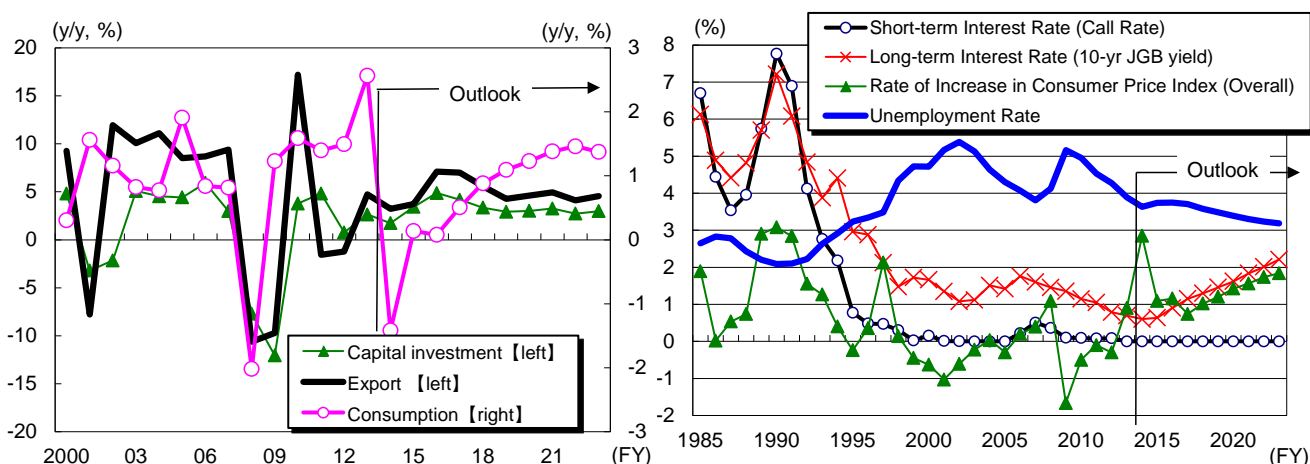 (y/y, %)
(y/y, %)
20
15
10
5
0
-5
-10
-15
-20
3
2
1
0
-1
-2
-3
Outlook
Capital investment【left】
Export 【left】
Consumption【right】
2000 03 06 09 12 15 18 21 (FY)
(%)
8
7
6
5
4
3
2
1
0
-1
-2
Short-term Interest Rate (Call Rate)
Long-term Interest Rate (10-yr JGB yield)
Rate of Increase in Consumer Price Index (Overall)
Unemployment Rate
Outlook
1985 1990 1995 2000 2005 2010 2015 2020
(FY)